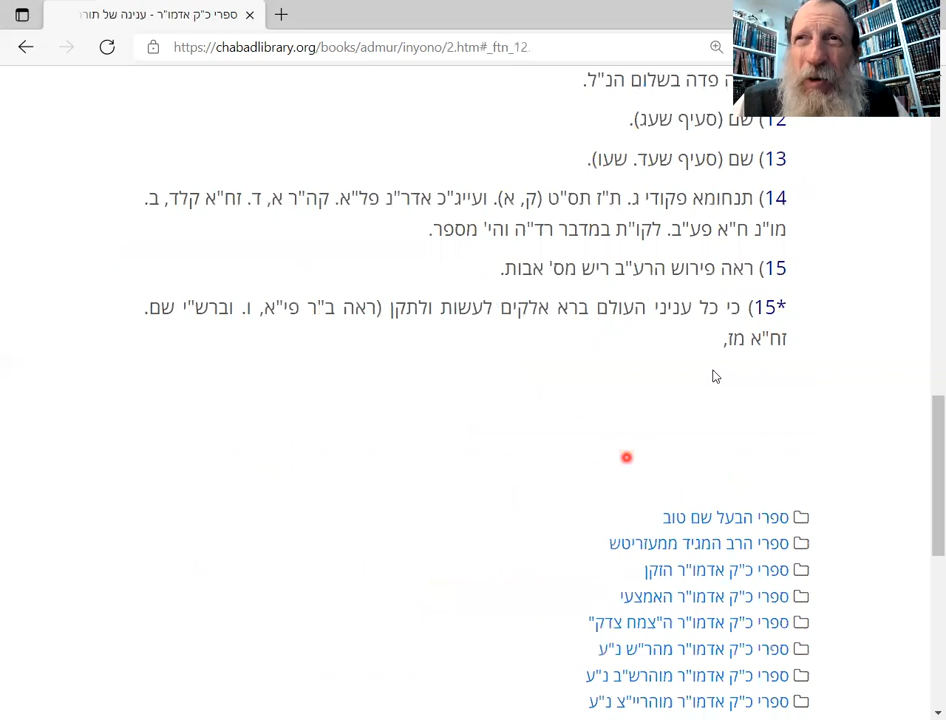 ספרי כ"ק אדמו"ר - ענינה של תור
https://chabadlibrary.org/books/admur/inyono/2.htm#_ftn_12
פדה בשלום הנ"ל.
12) שם (סעיף שעג).
13) שם (סעיף שעד. שעו).
14) תנחומא פקודי ג. ת"ז תס"ט (ק, א). ועייג"כ אדר"נ פל"א. קה"ר א, ד. זח"א קלד, ב.
מו"נ ח"א פע"ב. לקו"ת במדבר רד"ה והי' מספר.
15) ראה פירוש הרע"ב ריש מס' אבות.
15*) כי כל עניני העולם ברא אלקים לעשות ולתקן (ראה ב"ר פי"א, ו. וברש"י שם.
זח"א מז,
ספרי הבעל שם טוב
ספרי הרב המגיד ממעזריטש
ספרי כ"ק אדמו"ר הזקן
ספרי כ"ק אדמו"ר האמצעי
ספרי כ"ק אדמו"ר ה"צמח צדק"
ספרי כ"ק אדמו"ר מהר"ש נ"ע
ספרי כ"ק אדמו"ר מוהרש"ב נ"ע
ספרי כ"ק אדמו"ר מוהריי"צ נ"ע